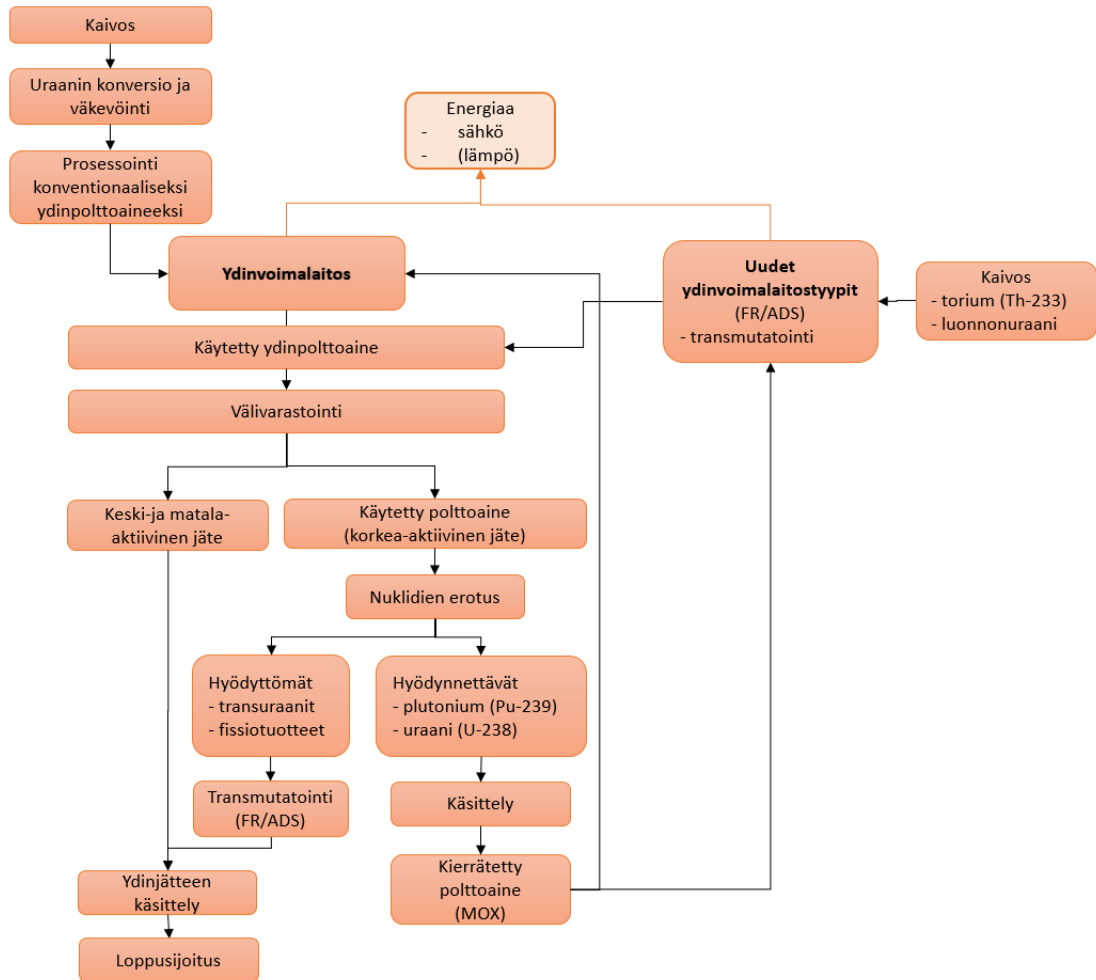 Kaivos
Uraanin konversio ja
väkevöinti
Prosessointi
konventionaaliseksi
ydinpolttoaineeksi
Energiaa
- sähkö
- (lämpö)
Ydinvoimalaitos
Uudet
ydinvoimalaitostyypit
(FR/ADS)
- transmutatointi
Kaivos
- torium (Th-233)
- luonnonuraani
Käytetty ydinpolttoaine
Välivarastointi
Keski-ja matala-
aktiivinen jäte
Käytetty polttoaine
(korkea-aktiivinen jäte)
Nuklidien erotus
Hyödyttömät
- transuraanit
- fissiotuotteet
Hyödynnettävät
- plutonium (Pu-239)
- uraani (U-238)
Transmutatointi
(FR/ADS)
Käsittely
Kierrätetty
polttoaine
(MOX)
Ydinjätteen
käsittely
Loppusijoitus